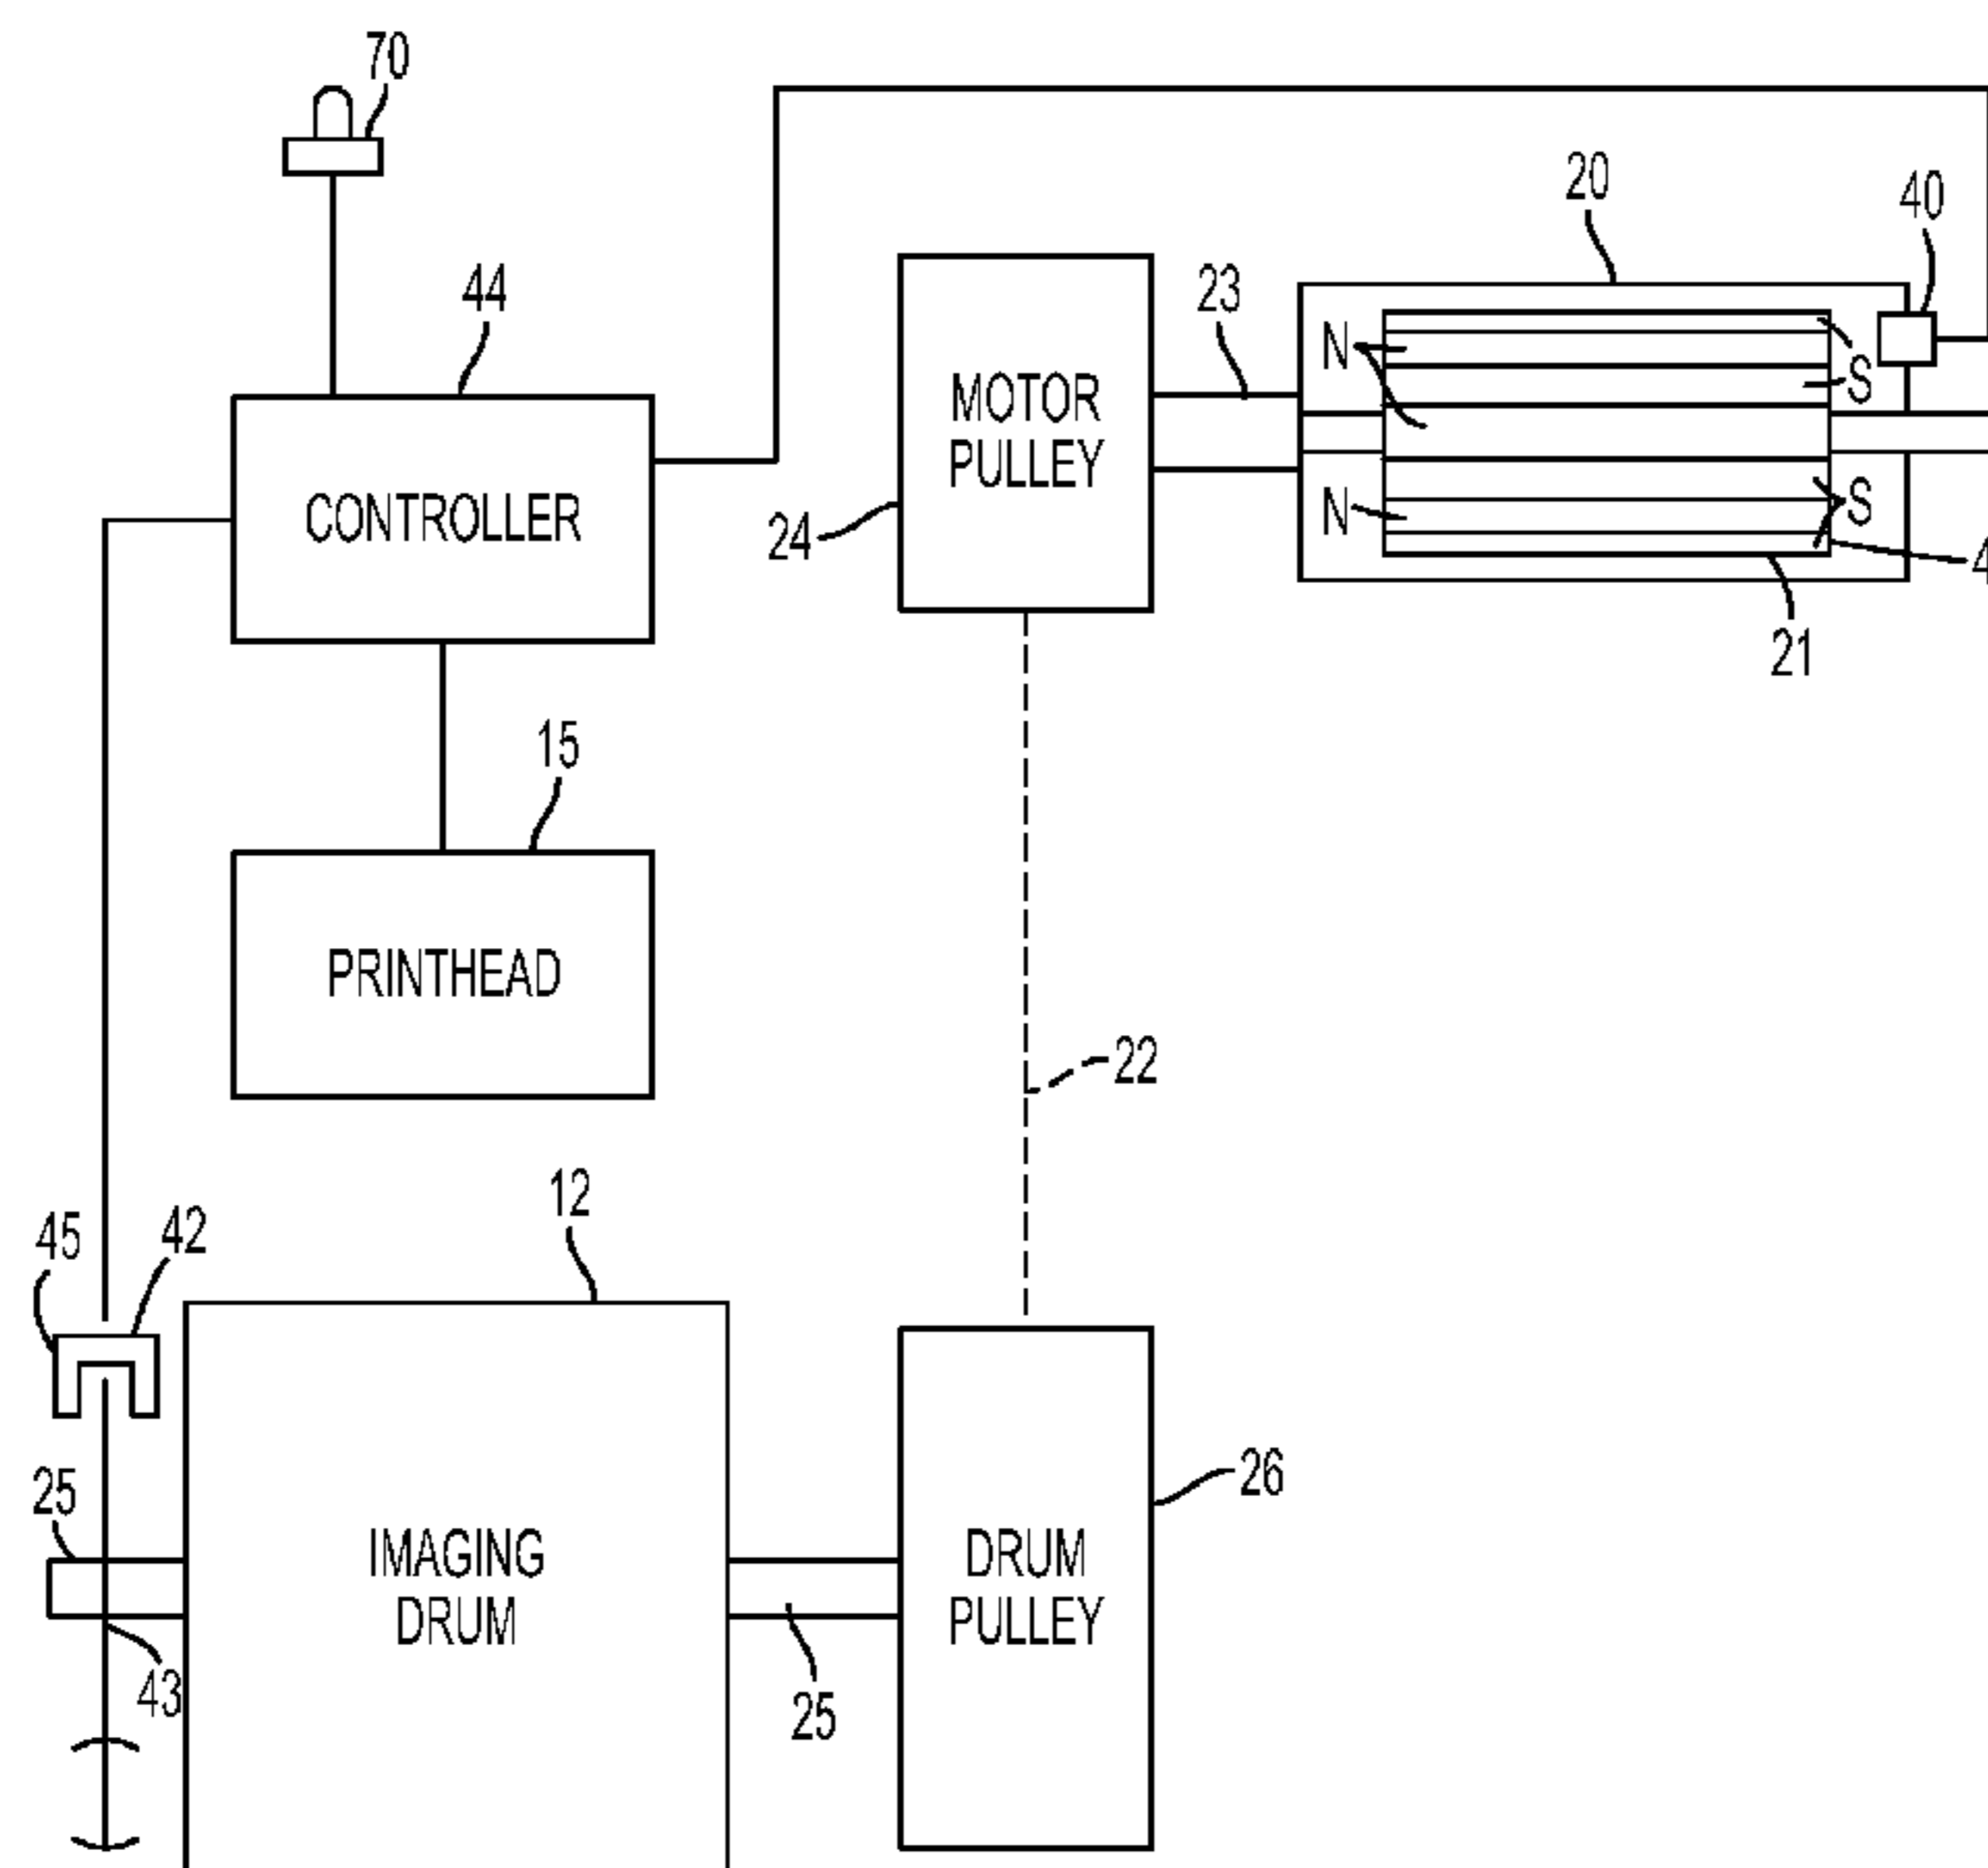 70
20
40
44
23
N
S
MOTOR
PULLEY
CONTROLLER
24
N
S
21
15
PRINTHEAD
22
12
45
42
25
26
IMAGING
DRUM
DRUM
PULLEY
43
25